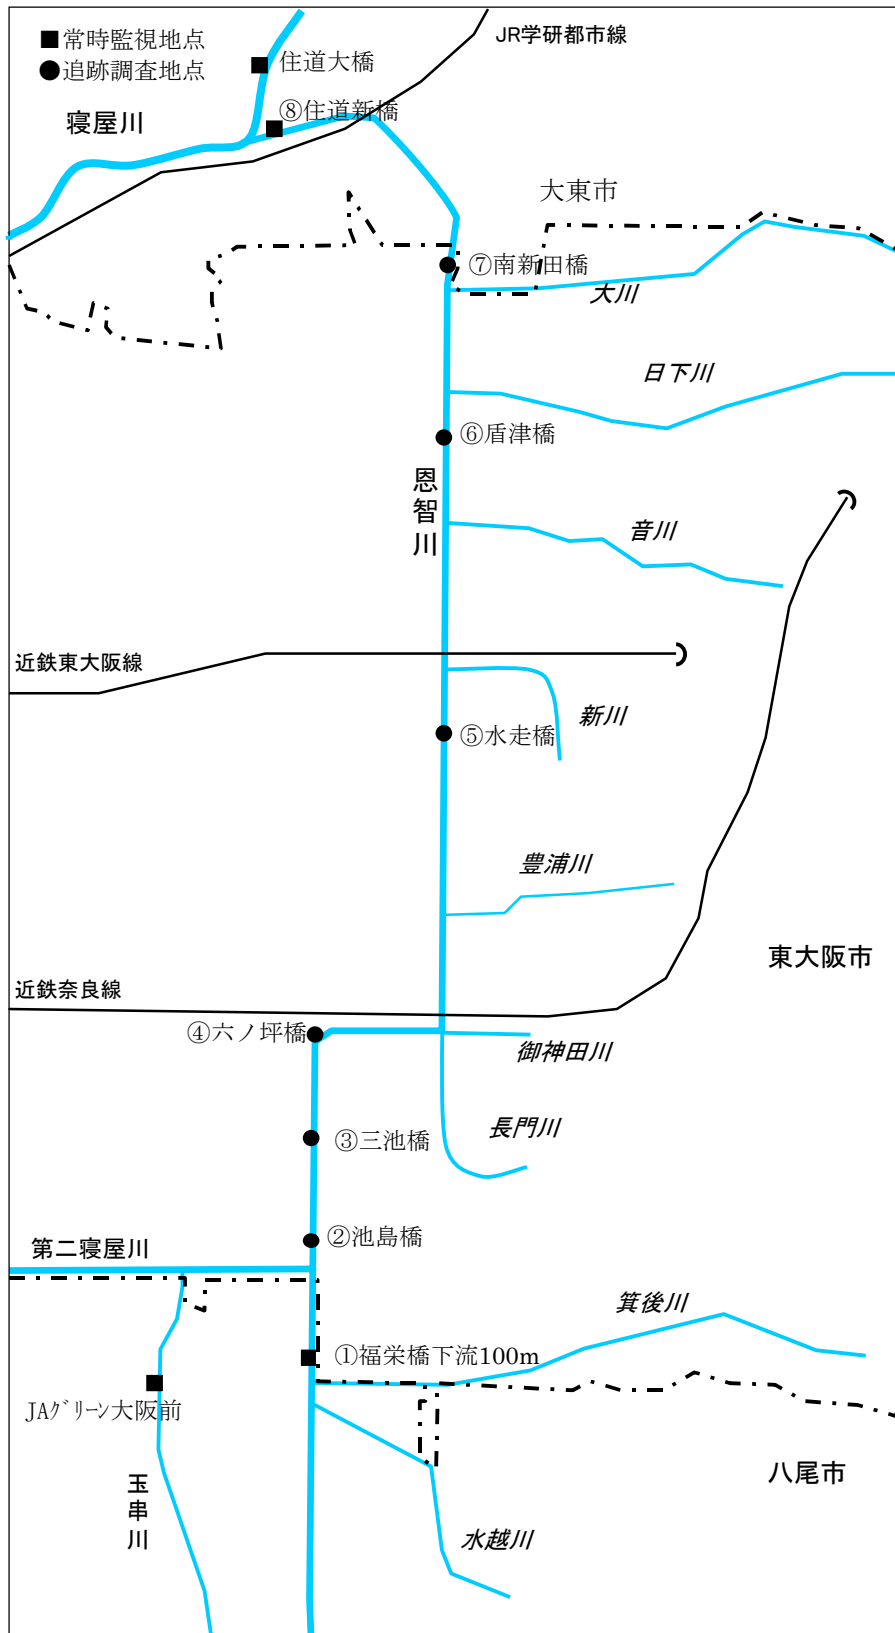 ■常時監視地点
●追跡調査地点
JR学研都市線
住道大橋
⑧住道新橋
寝屋川
大東市
⑦南新田橋
大川
日下川
⑥盾津橋
恩智川
音川
近鉄東大阪線
新川
⑤水走橋
豊浦川
東大阪市
近鉄奈良線
④六ノ坪橋
御神田川
長門川
③三池橋
②池島橋
第二寝屋川
箕後川
①福栄橋下流100m
JAｸﾞﾘｰﾝ大阪前
八尾市
玉串川
水越川